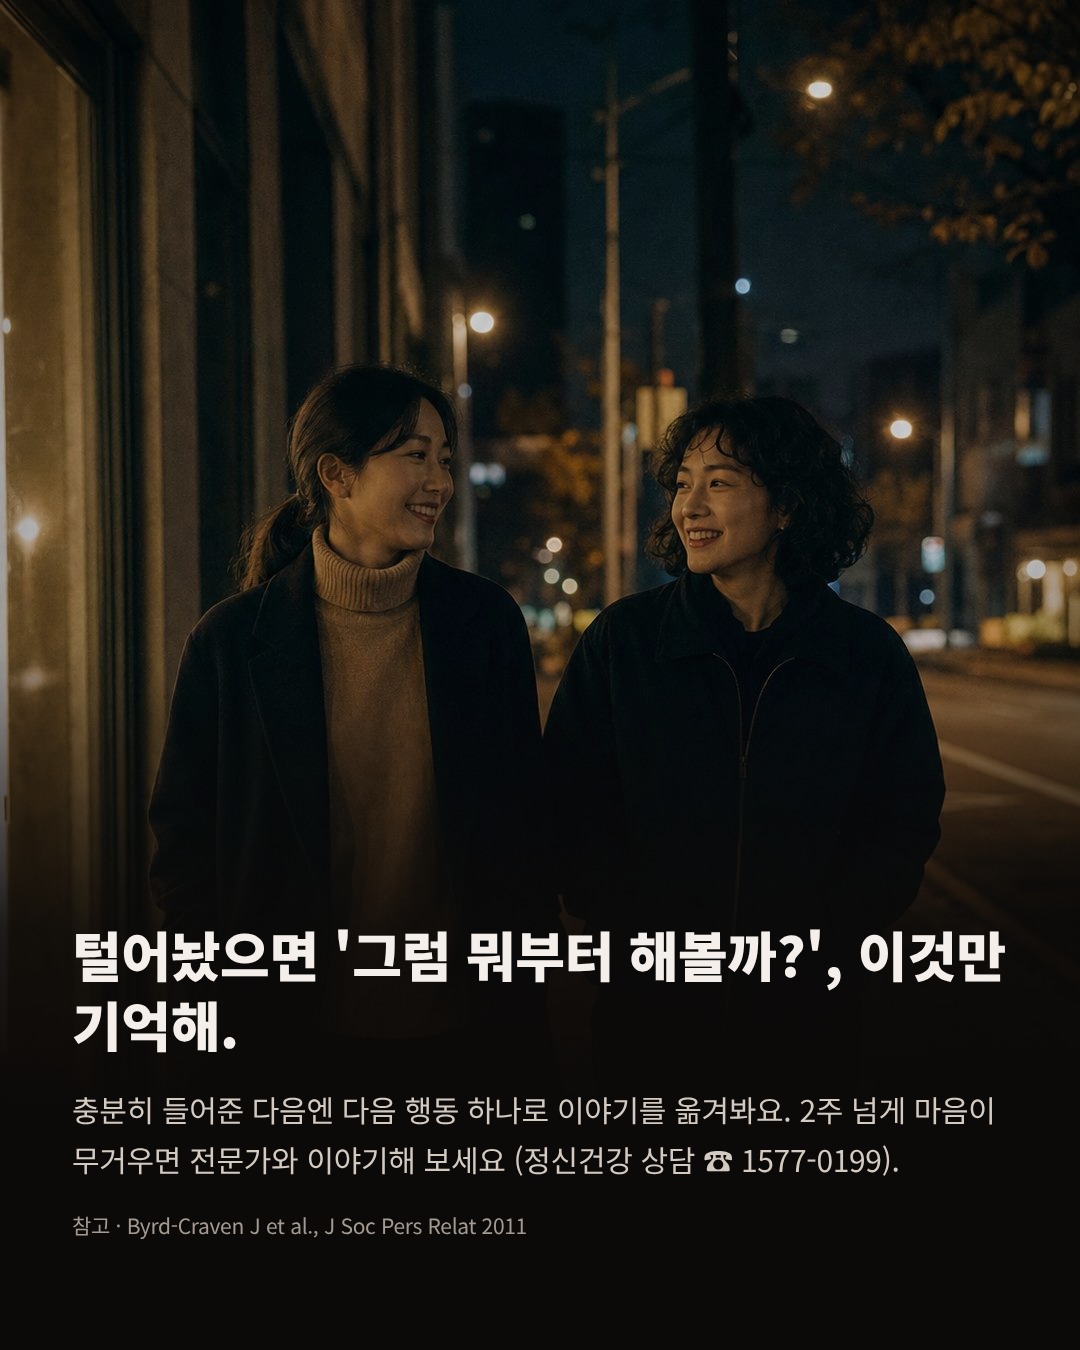 털어놨으면 '그럼 뭐부터 해볼까?', 이것만
기억해.
충분히 들어준 다음엔 다음 행동 하나로 이야기를 옮겨봐요. 2주 넘게 마음이
무거우면 전문가와 이야기해 보세요 (정신건강 상담 ☎ 1577-0199).
참고 · Byrd-Craven J et al., J Soc Pers Relat 2011